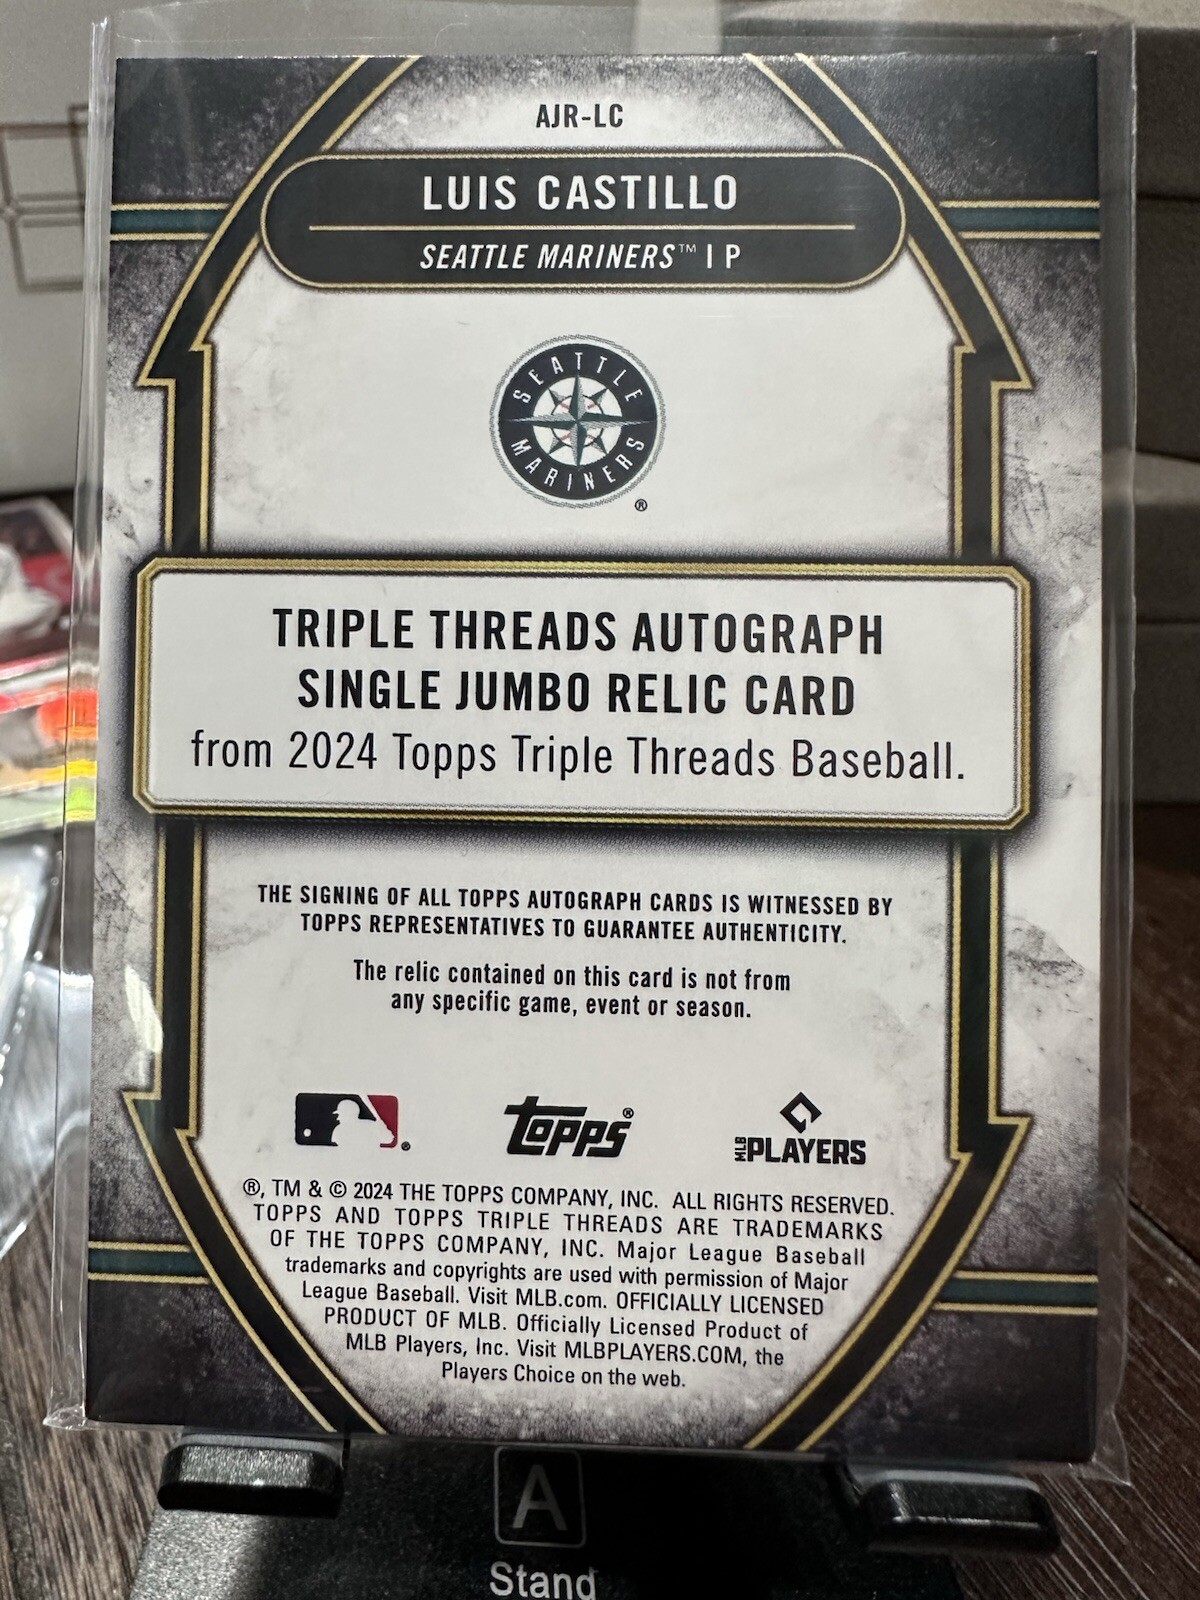 AJR-LC
LUIS CASTILLO
SEATTLE MARINERS™ | P
SEATTLE
MARINERS
®
TRIPLE THREADS AUTOGRAPH
SINGLE JUMBO RELIC CARD
from 2024 Topps Triple Threads Baseball.
THE SIGNING OF ALL TOPPS AUTOGRAPH CARDS IS WITNESSED BY
TOPPS REPRESENTATIVES TO GUARANTEE AUTHENTICITY.
The relic contained on this card is not from
any specific game, event or season.
®
Topps®
MLB PLAYERS
®, TM & © 2024 THE TOPPS COMPANY, INC. ALL RIGHTS RESERVED.
TOPPS AND TOPPS TRIPLE THREADS ARE TRADEMARKS
OF THE TOPPS COMPANY, INC. Major League Baseball
trademarks and copyrights are used with permission of Major
League Baseball. Visit MLB.com. OFFICIALLY LICENSED
PRODUCT OF MLB. Officially Licensed Product of
MLB Players, Inc. Visit MLBPLAYERS.COM, the
Players Choice on the web.
A
Stand